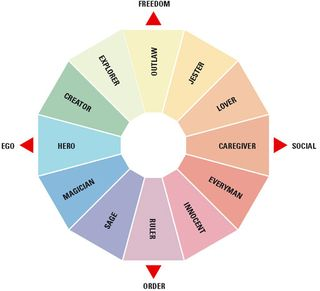 FREEDOM
OUTLAW
JESTER
LOVER
CAREGIVER
EVERYMAN
INNOCENT
RULER
SAGE
MAGICIAN
HERO
CREATOR
EXPLORER
EGO
SOCIAL
ORDER